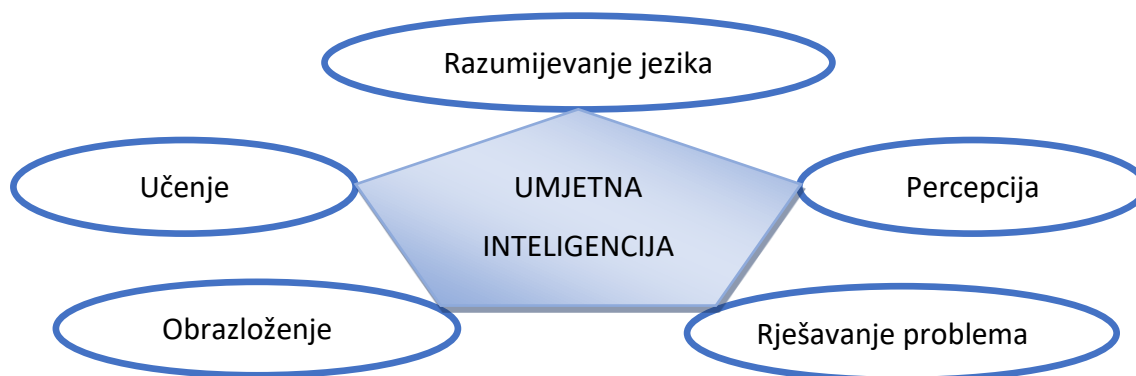 Razumijevanje jezika
Učenje
UMJETNA
INTELIGENCIJA
Percepcija
Obrazloženje
Rješavanje problema